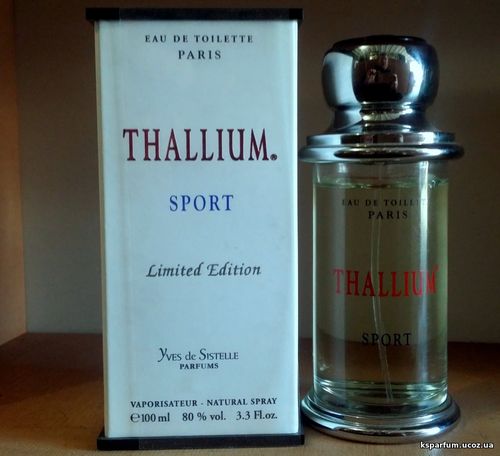 EAU DE TOILETTE
PARIS
THALLIUM®
SPORT
Limited Edition
YVES de SISTELLE
PARFUMS
VAPORISATEUR - NATURAL SPRAY
℮100 ml 80 % vol. 3.3 Fl.oz.
EAU DE TOILETTE
PARIS
THALLIUM®
SPORT
ksparfum.ucoz.ua